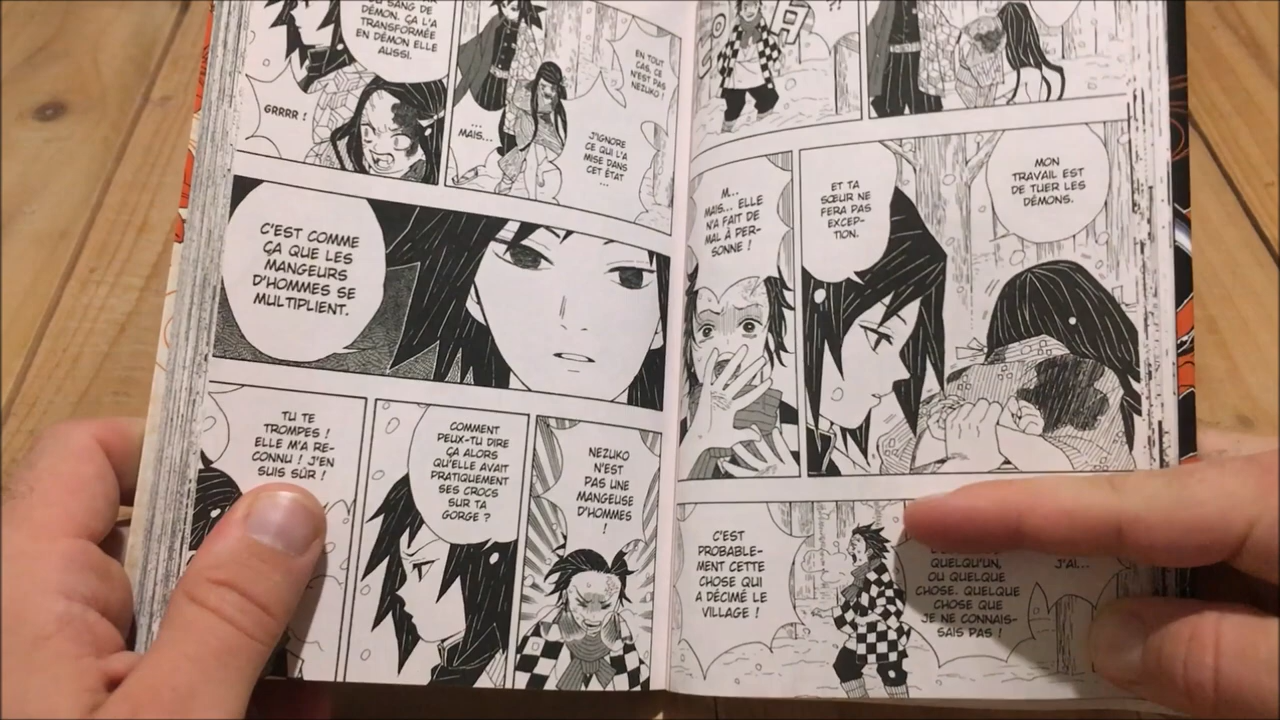 ?!
MON
TRAVAIL EST
DE TUER LES
DÉMONS.
ET TA
SŒUR NE
FERA PAS
EXCEP-
TION.
M...
MAIS... ELLE
N'A FAIT DE
MAL À PER-
SONNE !
J'AI...
QUELQU'UN,
OU QUELQUE
CHOSE. QUELQUE
CHOSE QUE
JE NE CONNAIS-
SAIS PAS !
C'EST
PROBABLE-
MENT CETTE
CHOSE QUI
A DÉCIMÉ LE
VILLAGE !
EN TOUT
CAS, CE
N'EST PAS
NEZUKO !
J'IGNORE
CE QUI L'A
MISE DANS
CET ÉTAT
...
...
MAIS...
SANG DE
DÉMON. ÇA L'A
TRANSFORMÉE
EN DÉMON ELLE
AUSSI.
GRRRR !
C'EST COMME
ÇA QUE LES
MANGEURS
D'HOMMES SE
MULTIPLIENT.
NEZUKO
N'EST
PAS UNE
MANGEUSE
D'HOMMES
!
COMMENT
PEUX-TU DIRE
ÇA ALORS
QU'ELLE AVAIT
PRATIQUEMENT
SES CROCS
SUR TA
GORGE ?
TU TE
TROMPES !
ELLE M'A RE-
CONNU ! J'EN
SUIS SÛR !